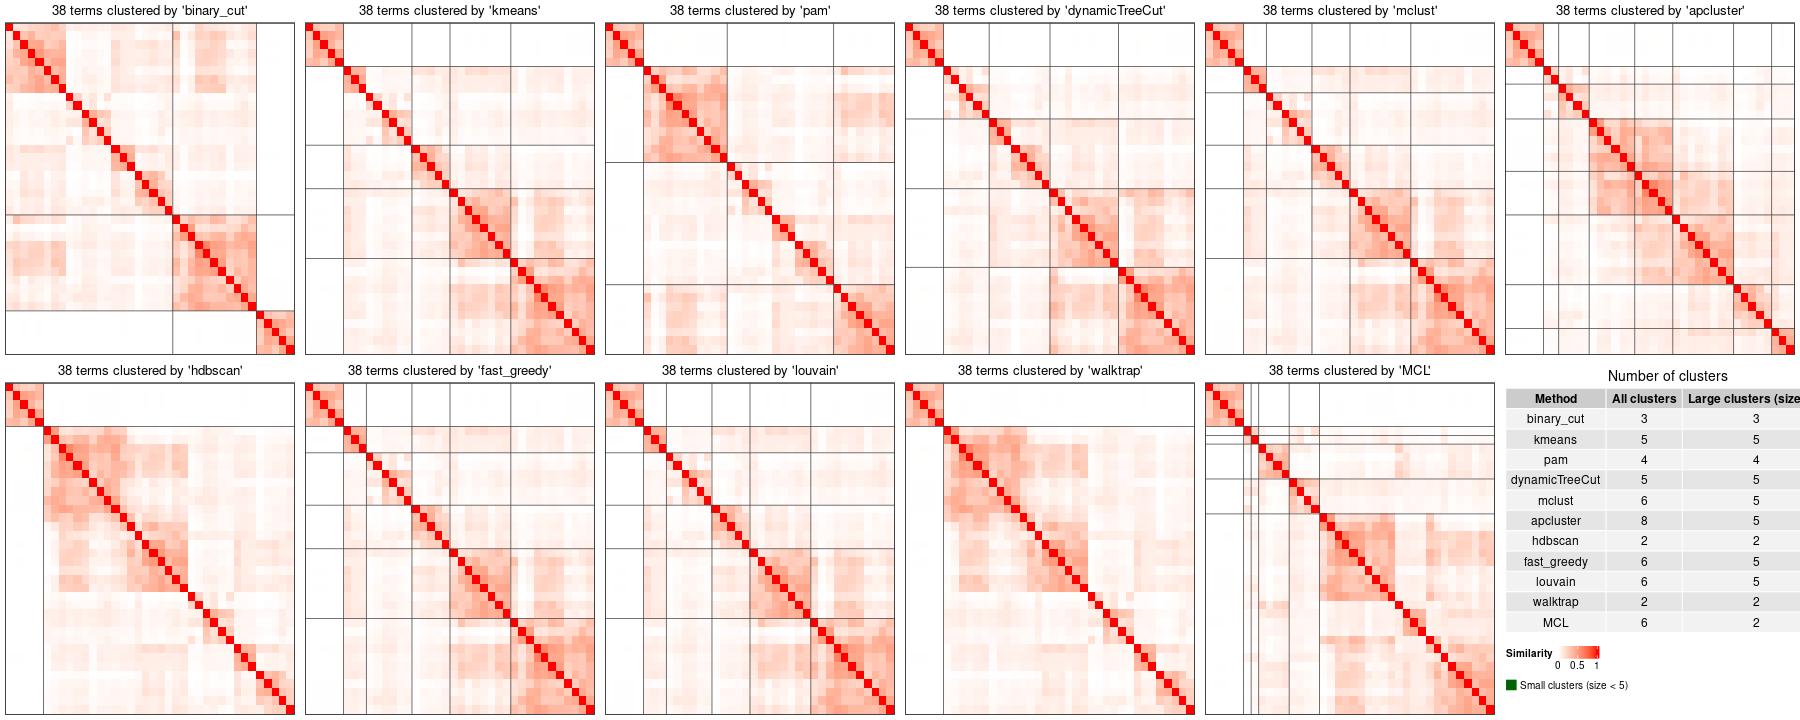 38 terms clustered by 'binary_cut'
38 terms clustered by 'kmeans'
38 terms clustered by 'pam'
38 terms clustered by 'dynamicTreeCut'
38 terms clustered by 'mclust'
38 terms clustered by 'apcluster'
38 terms clustered by 'hdbscan'
38 terms clustered by 'fast_greedy'
38 terms clustered by 'louvain'
38 terms clustered by 'walktrap'
38 terms clustered by 'MCL'
Number of clusters
Method All clusters Large clusters (size
binary_cut 3 3
kmeans 5 5
pam 4 4
dynamicTreeCut 5 5
mclust 6 5
apcluster 8 5
hdbscan 2 2
fast_greedy 6 5
louvain 6 5
walktrap 2 2
MCL 6 2
Similarity
0 0.5 1
Small clusters (size < 5)